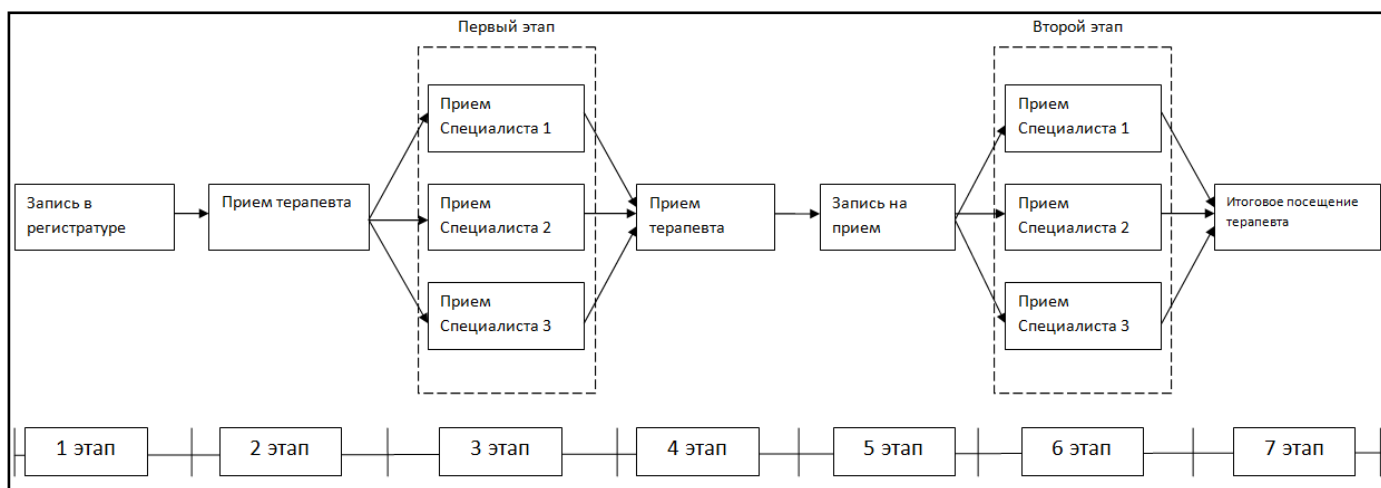 Первый этап
Второй этап
Прием
Специалиста 1
Прием
Специалиста 1
Запись в
регистратуре
Прием терапевта
Прием
Специалиста 2
Прием
терапевта
Запись на
прием
Прием
Специалиста 2
Итоговое посещение
терапевта
Прием
Специалиста 3
Прием
Специалиста 3
1 этап
2 этап
3 этап
4 этап
5 этап
6 этап
7 этап